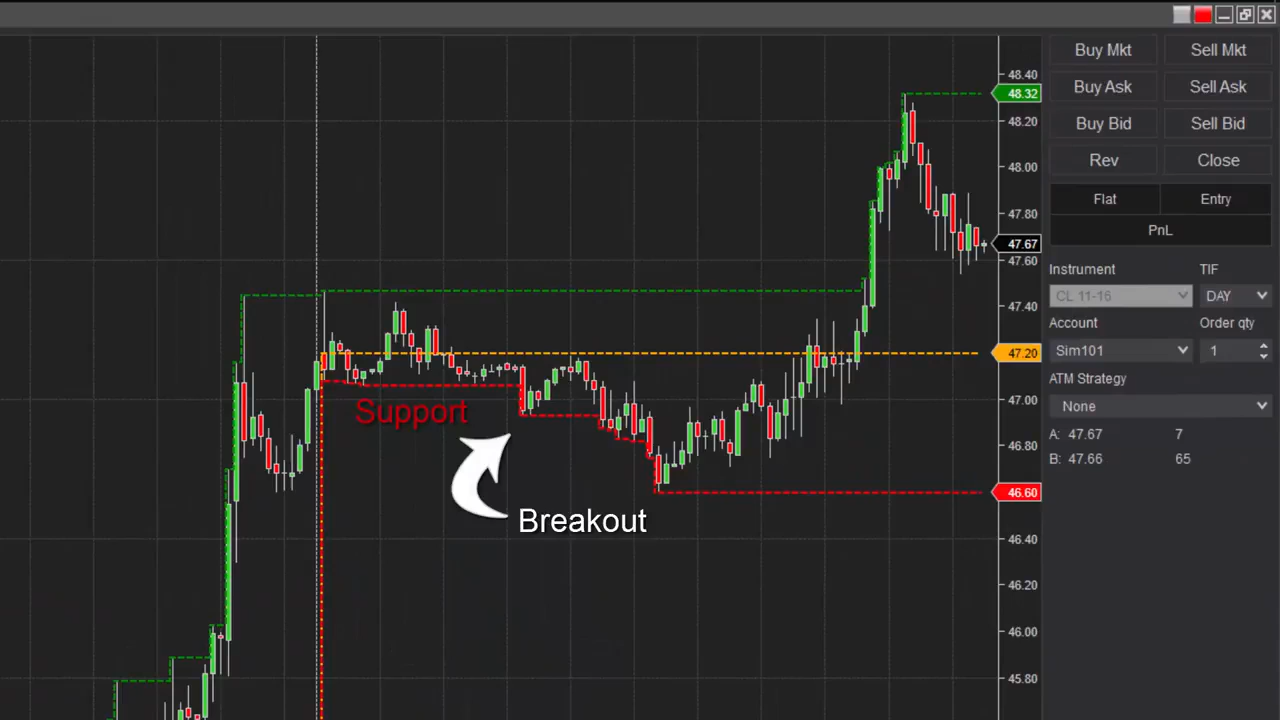 Buy Mkt Sell Mkt
48.40
48.32
Buy Ask Sell Ask
48.20
Buy Bid Sell Bid
48.00
Rev Close
47.80
Flat Entry
PnL
47.67
47.60
Instrument TIF
CL 11-16 DAY
47.40
Account Order qty
47.20
Sim101 1
ATM Strategy
47.00
None
Support
46.80
A: 47.67 7
B: 47.66 65
46.60
Breakout
46.40
46.20
46.00
45.80